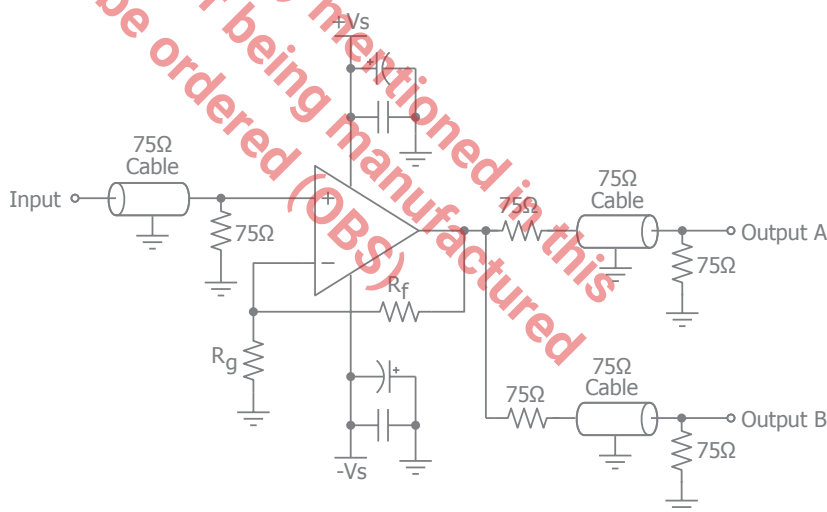 +Vs
75Ω
Cable
Input
+
75Ω
−
Rf
Rg
-Vs
75Ω
75Ω
Cable
Output A
75Ω
75Ω
75Ω
Cable
Output B
75Ω
mentioned in this
being manufactured
be ordered (OBS)